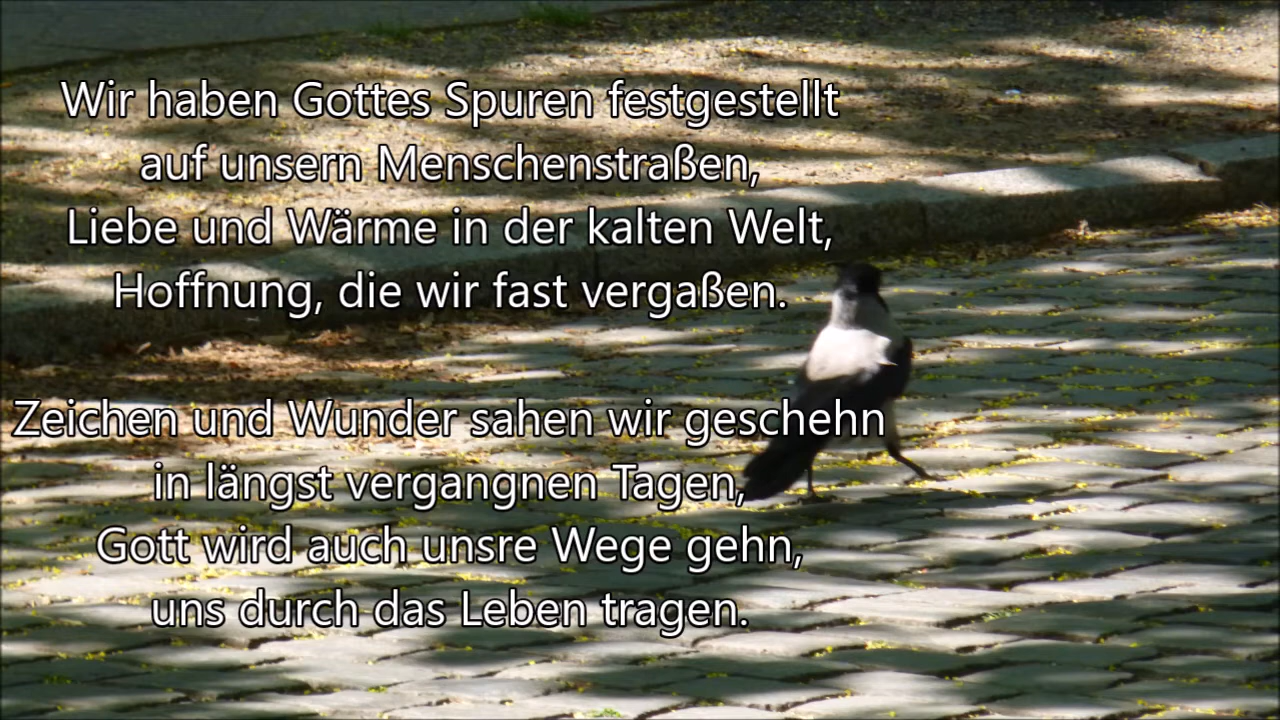 Wir haben Gottes Spuren festgestellt
auf unsern Menschenstraßen,
Liebe und Wärme in der kalten Welt,
Hoffnung, die wir fast vergaßen.
Zeichen und Wunder sahen wir geschehn
in längst vergangnen Tagen,
Gott wird auch unsre Wege gehn,
uns durch das Leben tragen.